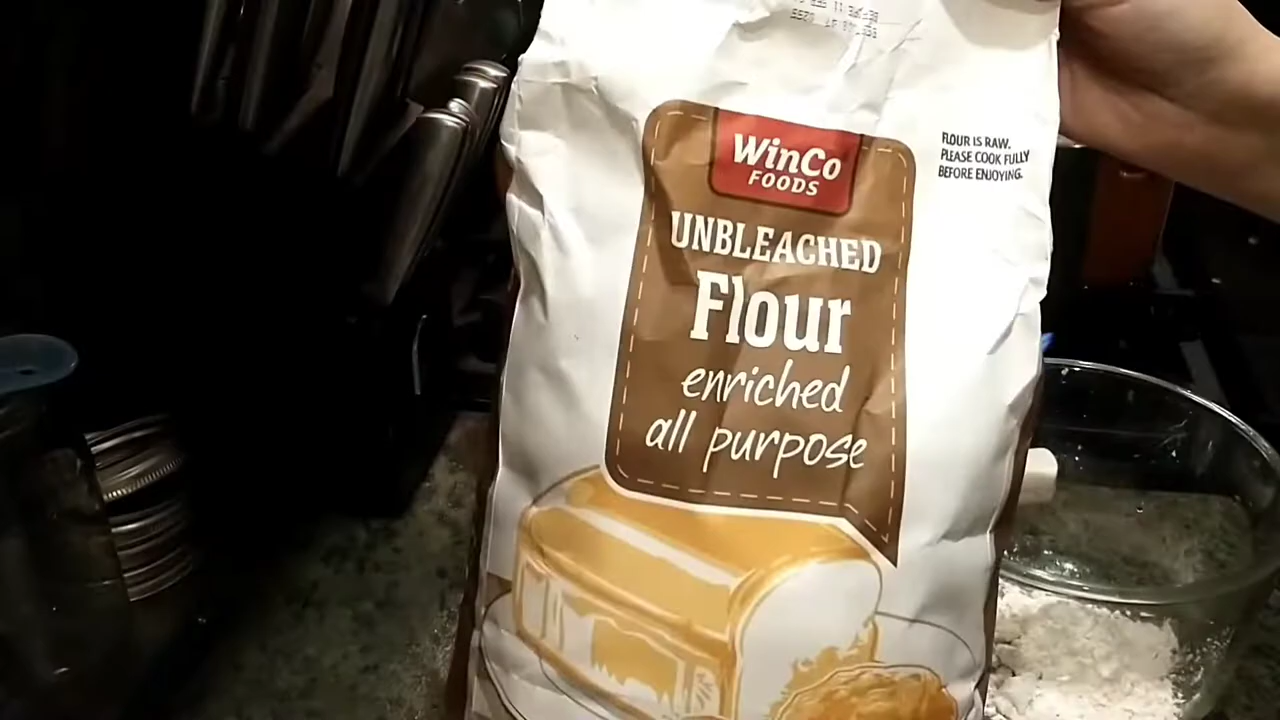 WinCo
FOODS
UNBLEACHED
Flour
enriched
all purpose
FLOUR IS RAW.
PLEASE COOK FULLY
BEFORE ENJOYING.